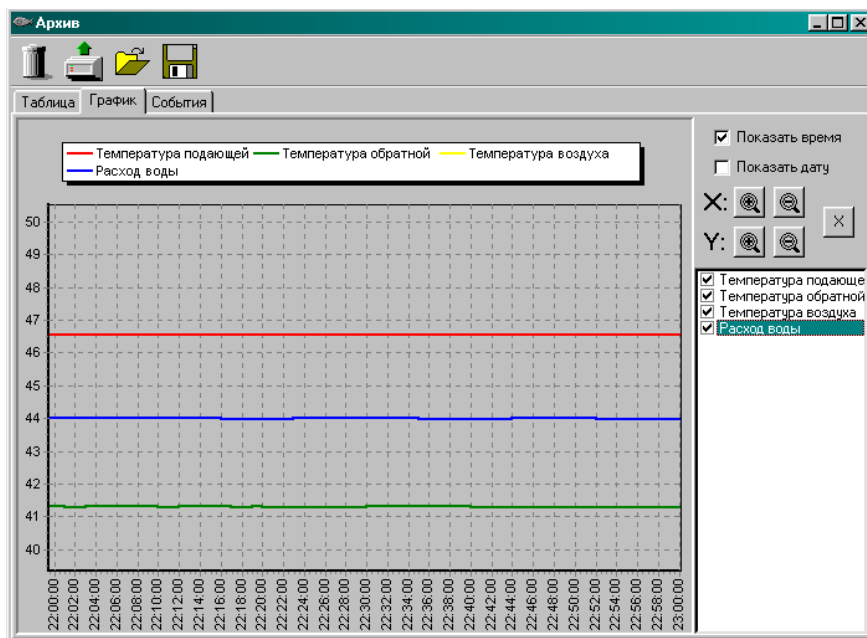 Архив
Таблица График События
Температура подающей Температура обратной Температура воздуха
Расход воды
Показать время
Показать дату
X:
X
Y:
Температура подающе
Температура обратной
Температура воздуха
Расход воды
50
49
48
47
46
45
44
43
42
41
40
22:00:00 22:02:00 22:04:00 22:06:00 22:08:00 22:10:00 22:12:00 22:14:00 22:16:00 22:18:00 22:20:00 22:22:00 22:24:00 22:26:00 22:28:00 22:30:00 22:32:00 22:34:00 22:36:00 22:38:00 22:40:00 22:42:00 22:44:00 22:46:00 22:48:00 22:50:00 22:52:00 22:54:00 22:56:00 22:58:00 23:00:00